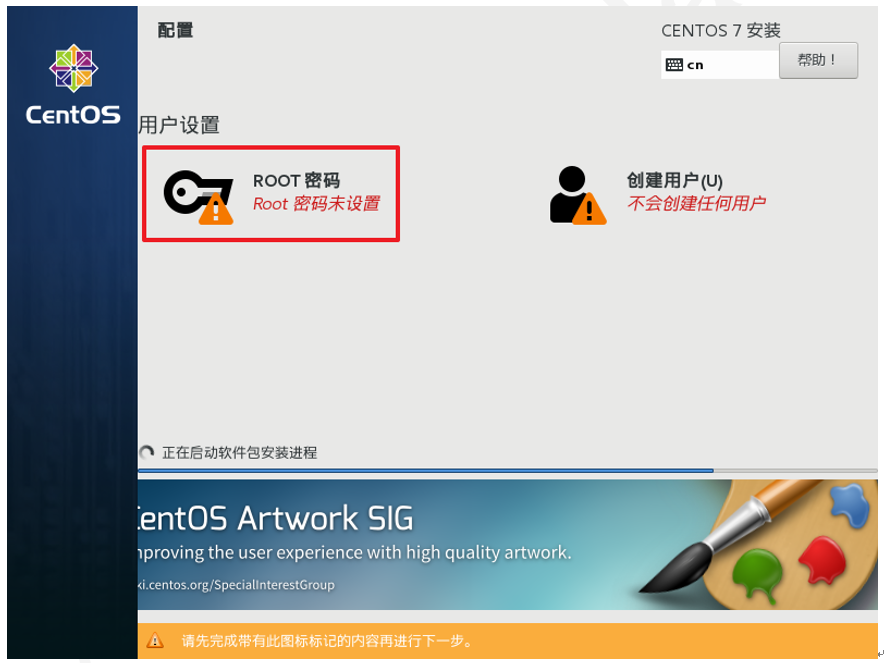 配置
CENTOS 7 安装
cn
帮助！
CentOS
用户设置
ROOT 密码
Root 密码未设置
创建用户(U)
不会创建任何用户
正在启动软件包安装进程
entOS Artwork SIG
proving the user experience with high quality artwork.
ki.centos.org/SpecialInterestGroup
请先完成带有此图标标记的内容再进行下一步。